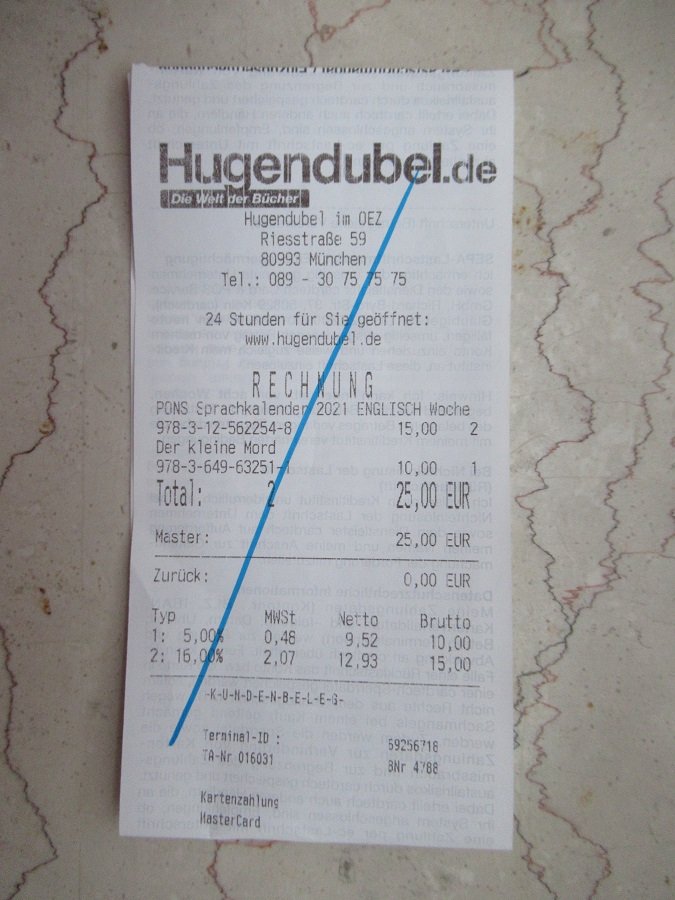 Hugendubel.de
Die Welt der Bücher
Hugendubel im OEZ
Riesstraße 59
80993 München
Tel.: 089 - 30 75 75 75
24 Stunden für Sie geöffnet:
www.hugendubel.de
RECHNUNG
PONS Sprachkalender 2021 ENGLISCH Woche
978-3-12-562254-8 15,00 2
Der kleine Mord
978-3-649-63251- 10,00 1
Total: 2 25,00 EUR
Master: 25,00 EUR
Zurück: 0,00 EUR
Typ MWSt Netto Brutto
1: 5,00% 0,48 9,52 10,00
2: 16,00% 2,07 12,93 15,00
-K-U-N-D-E-N-B-E-L-E-G-
Terminal-ID : 59256718
TA-Nr 016031 BNr 4788
Kartenzahlung
MasterCard